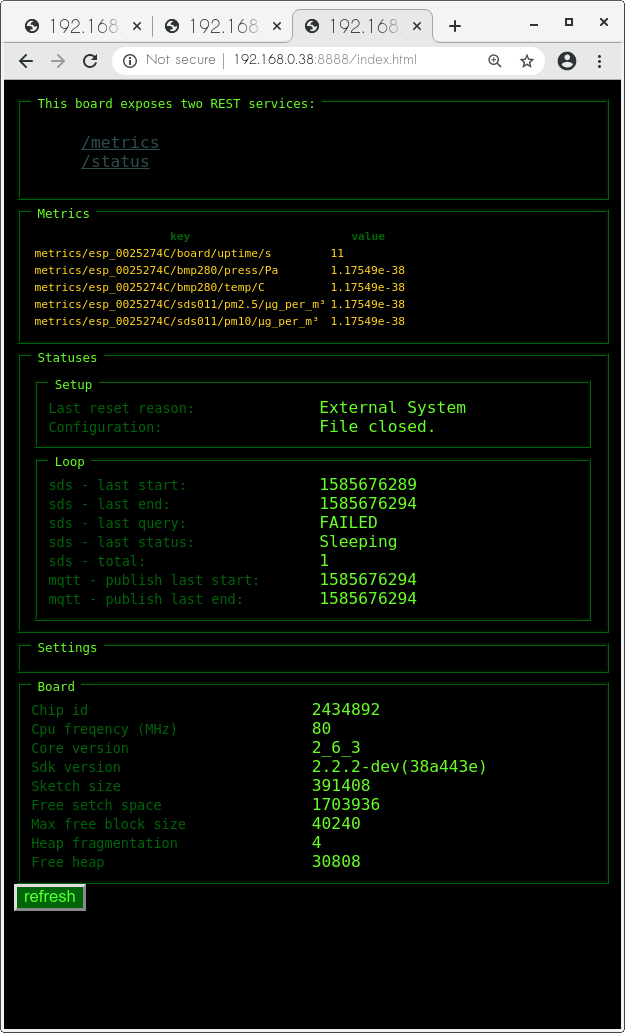 192.168.
192.168.
192.168.
Not secure | 192.168.0.38:8888/index.html
This board exposes two REST services:
/metrics
/status
Metrics
key value
metrics/esp_0025274C/board/uptime/s 11
metrics/esp_0025274C/bmp280/press/Pa 1.17549e-38
metrics/esp_0025274C/bmp280/temp/C 1.17549e-38
metrics/esp_0025274C/sds011/pm2.5/µg_per_m³ 1.17549e-38
metrics/esp_0025274C/sds011/pm10/µg_per_m³ 1.17549e-38
Statuses
Setup
Last reset reason: External System
Configuration: File closed.
Loop
sds - last start: 1585676289
sds - last end: 1585676294
sds - last query: FAILED
sds - last status: Sleeping
sds - total: 1
mqtt - publish last start: 1585676294
mqtt - publish last end: 1585676294
Settings
Board
Chip id 2434892
Cpu freqency (MHz) 80
Core version 2_6_3
Sdk version 2.2.2-dev(38a443e)
Sketch size 391408
Free setch space 1703936
Max free block size 40240
Heap fragmentation 4
Free heap 30808
refresh